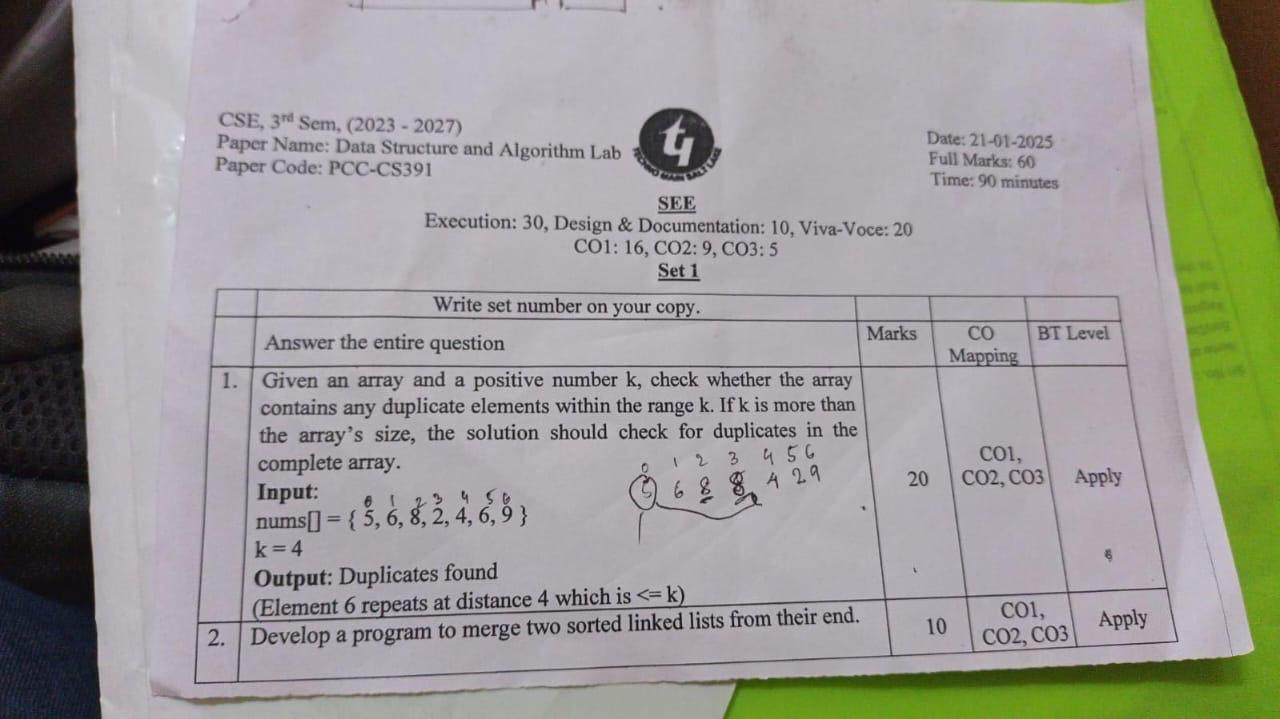 CSE, 3rd Sem, (2023 - 2027)
Paper Name: Data Structure and Algorithm Lab
Paper Code: PCC-CS391
TECHNO MAIN SALT LAKE
Date: 21-01-2025
Full Marks: 60
Time: 90 minutes
SEE
Execution: 30, Design & Documentation: 10, Viva-Voce: 20
CO1: 16, CO2: 9, CO3: 5
Set 1
Write set number on your copy.
Answer the entire question
Marks
CO Mapping
BT Level
1. Given an array and a positive number k, check whether the array
contains any duplicate elements within the range k. If k is more than
the array's size, the solution should check for duplicates in the
complete array.
Input:
0 1 2 3 4 5 6
nums[] = { 5, 6, 8, 2, 4, 6, 9 }
k = 4
Output: Duplicates found
(Element 6 repeats at distance 4 which is <= k)
0 1 2 3 4 5 6
5 6 8 8 4 2 9
20
CO1,
CO2, CO3
Apply
2. Develop a program to merge two sorted linked lists from their end.
10
CO1,
CO2, CO3
Apply